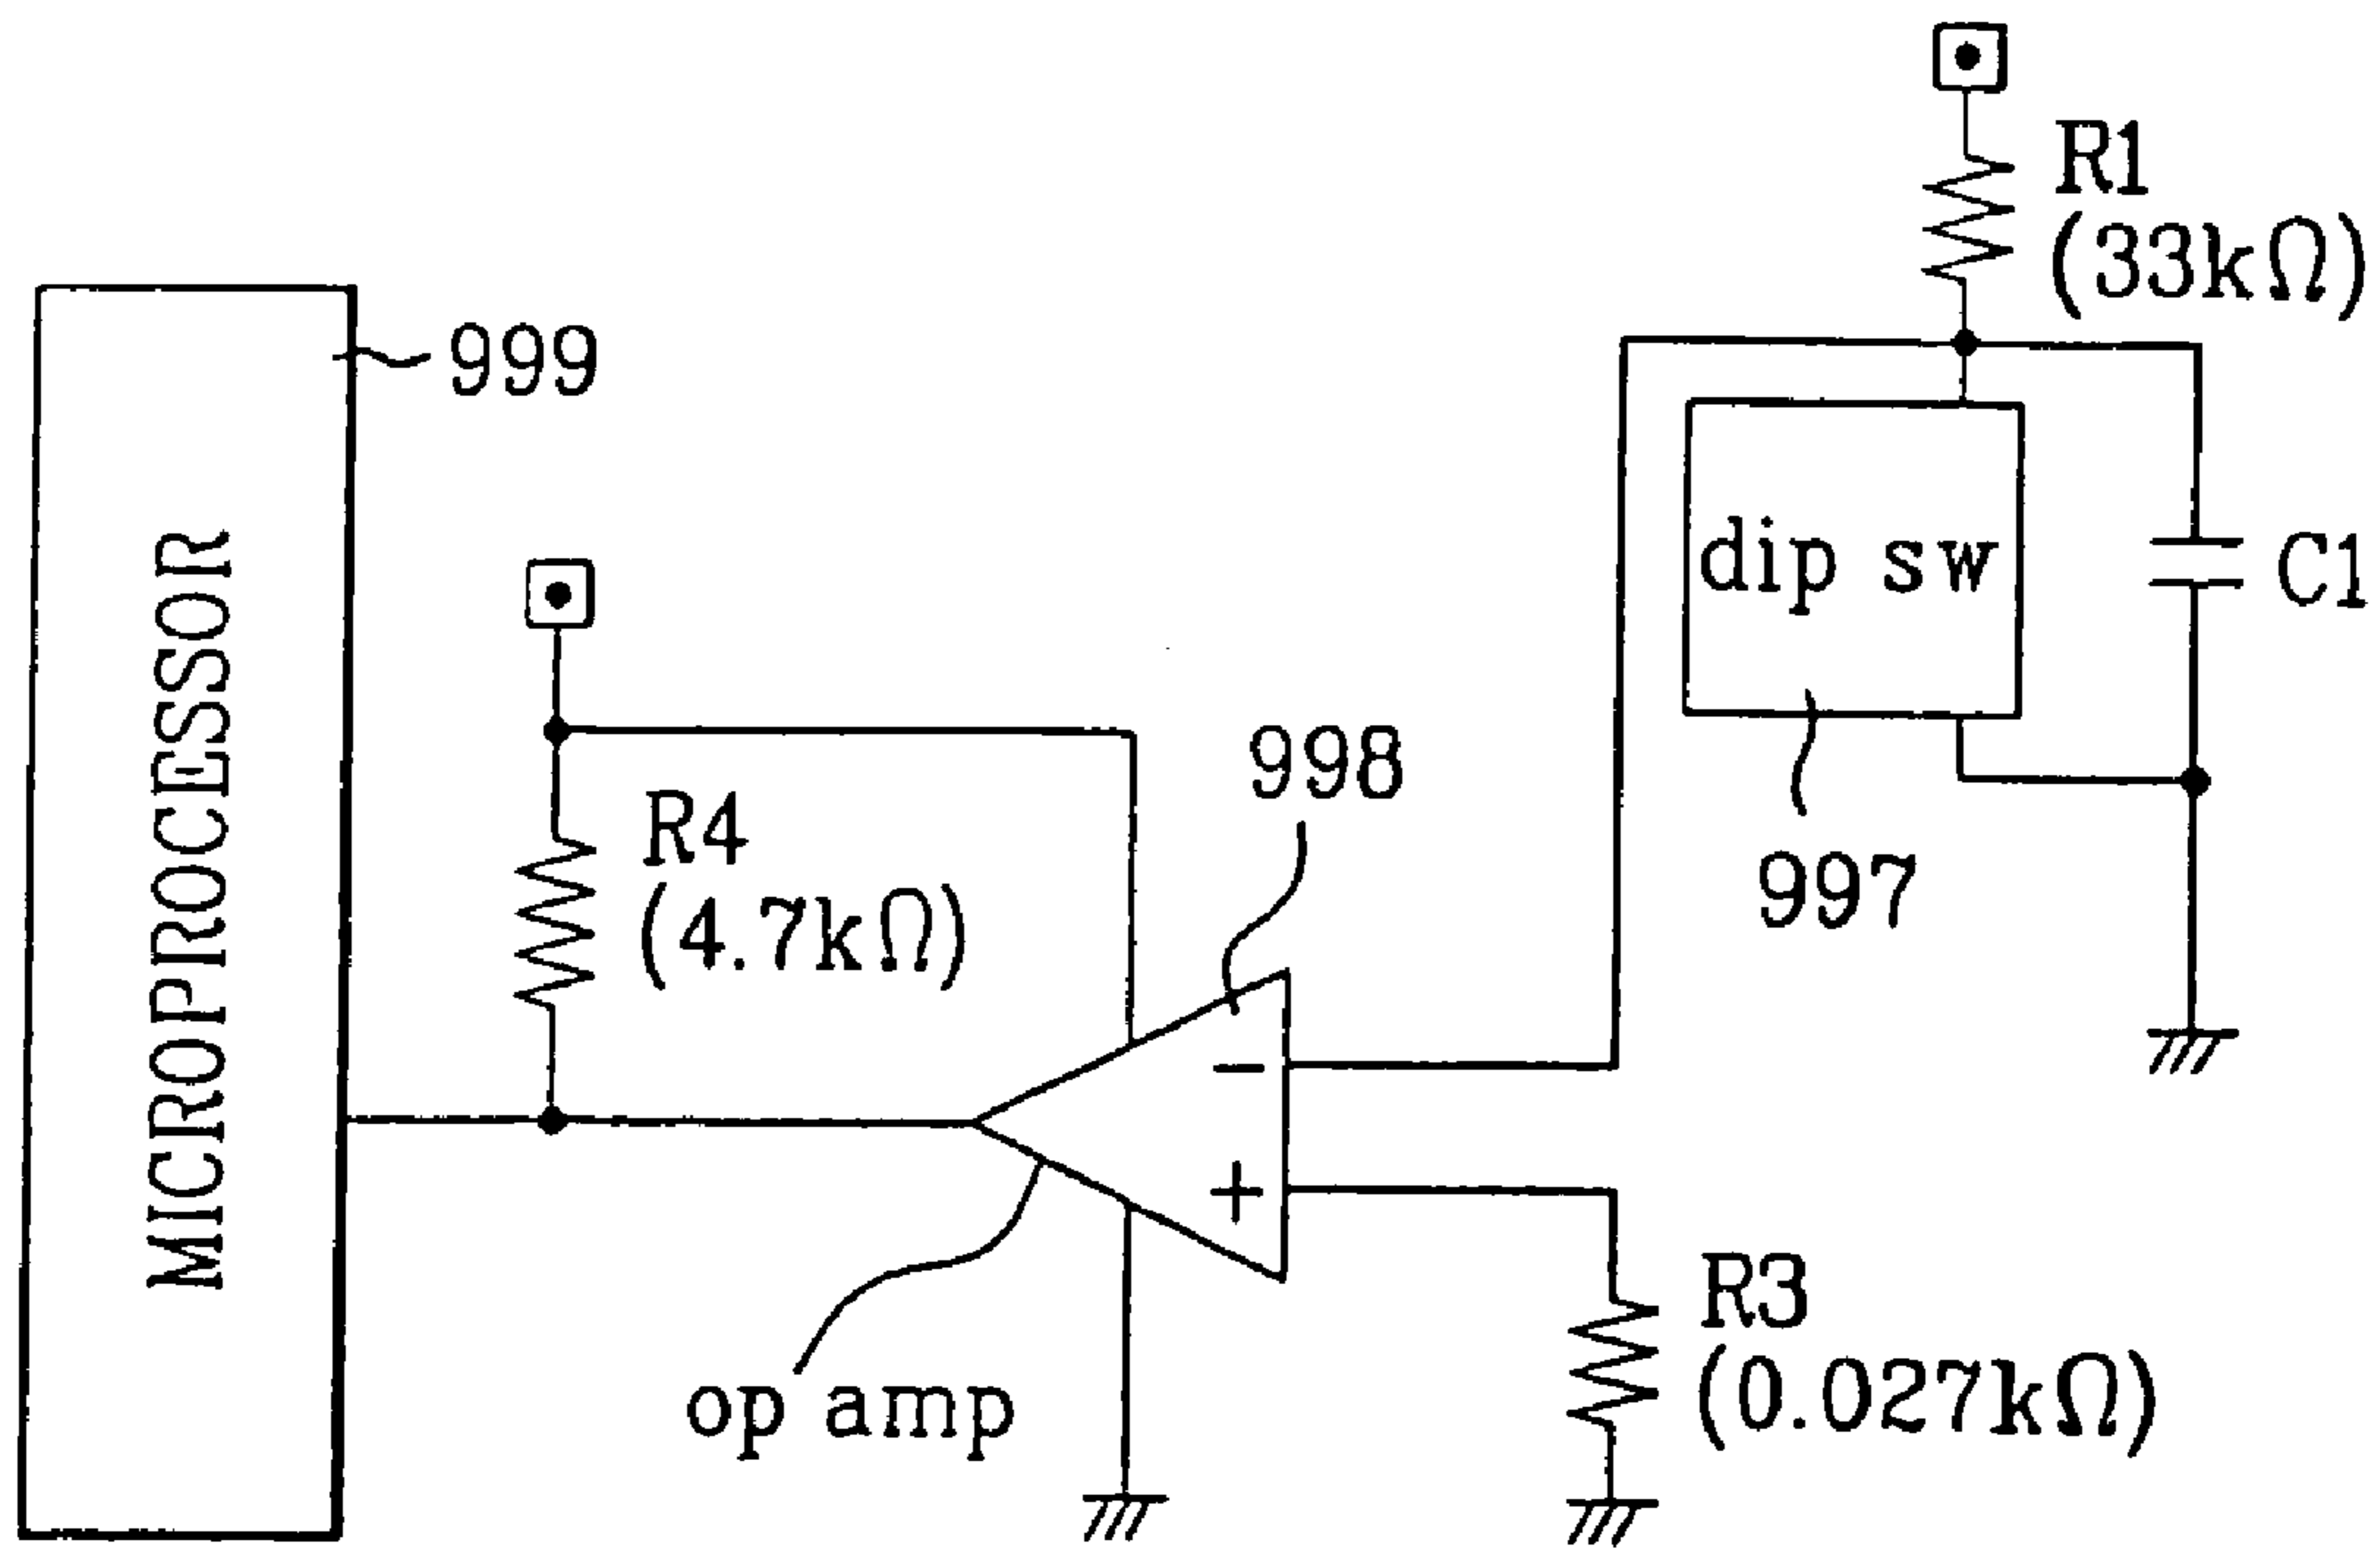 R1
(33kΩ)
999
MICROPROCESSOR
dip sw
C1
998
R4
(4.7kΩ)
997
−
+
R3
(0.027kΩ)
op amp